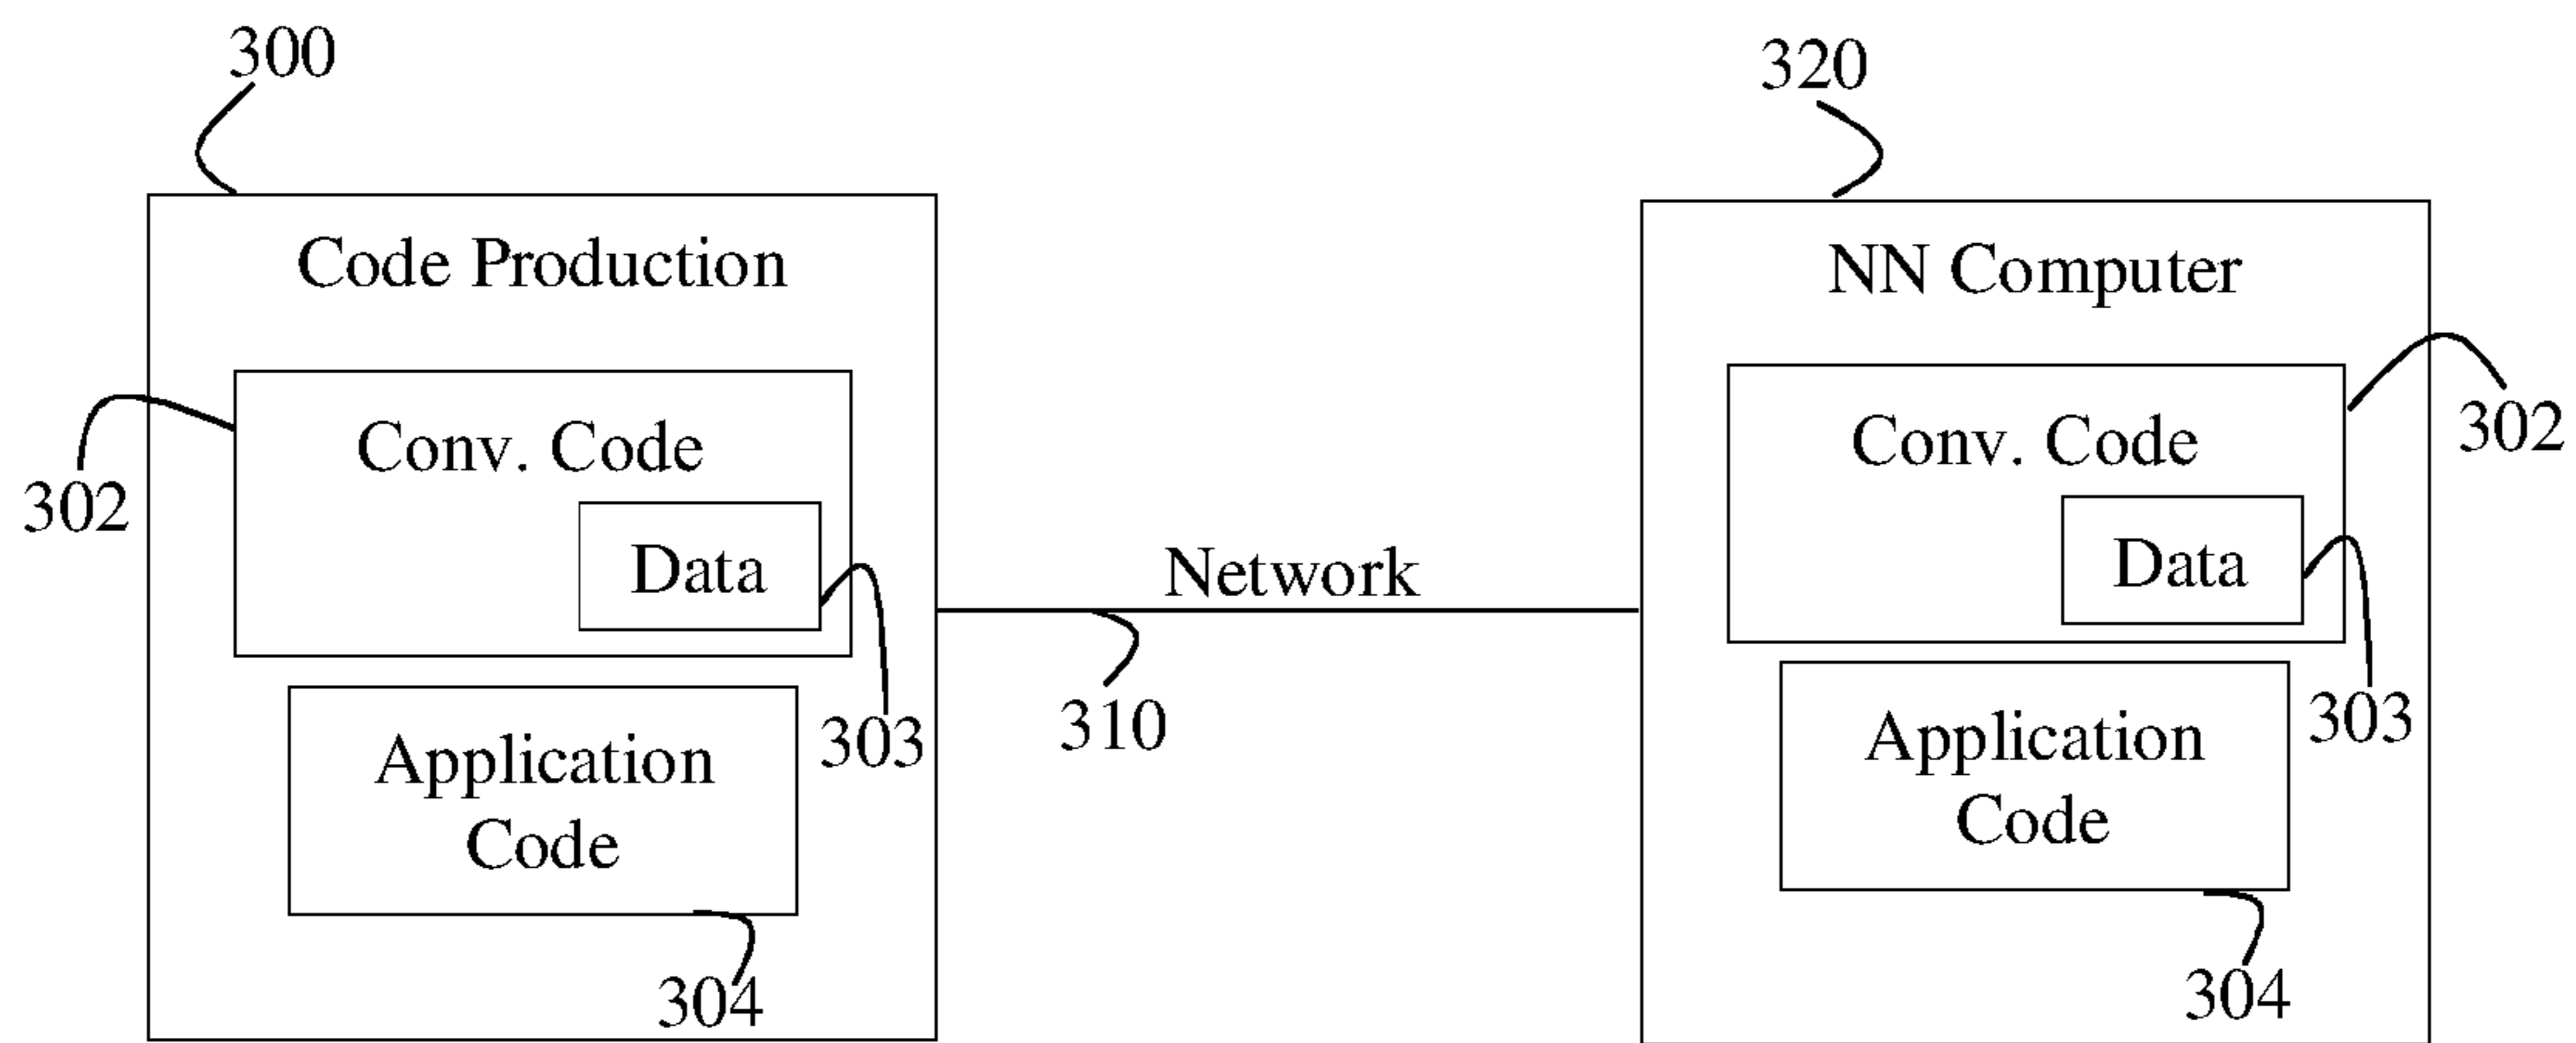 300
320
Code Production
NN Computer
Conv. Code
302
Data
303
Application
Code
304
Network
310
Conv. Code
302
Data
303
Application
Code
304